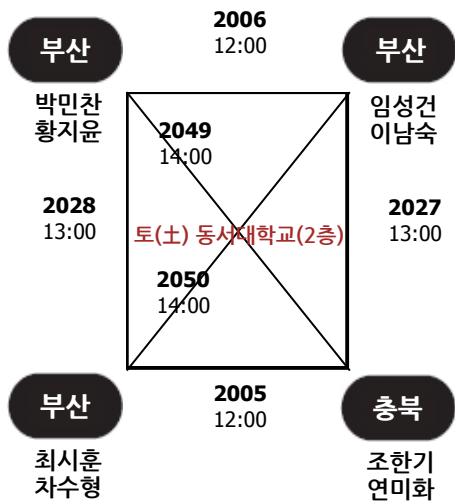 2006
12:00
부산
부산
박민찬
황지윤
임성건
이남숙
2049
14:00
2028
13:00
2027
13:00
토(土) 동서대학교(2층)
2050
14:00
부산
2005
12:00
충북
최시훈
차수형
조한기
연미화